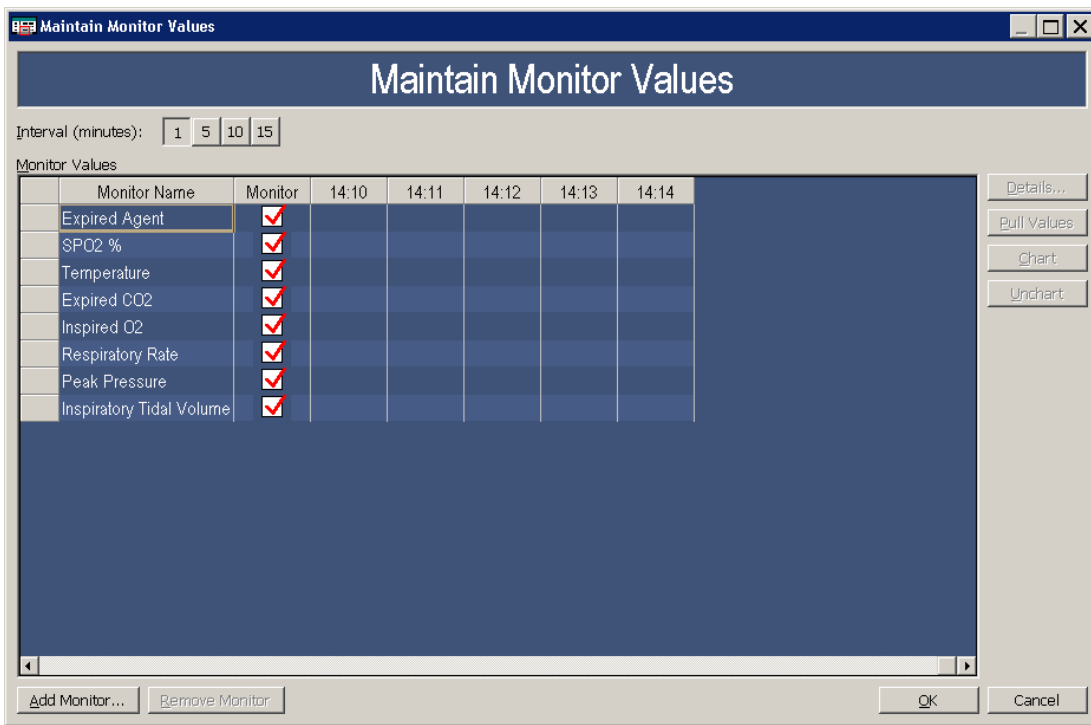 Maintain Monitor Values
Maintain Monitor Values
Interval (minutes): 1 5 10 15
Monitor Values
Monitor Name Monitor 14:10 14:11 14:12 14:13 14:14
Expired Agent
SPO2 %
Temperature
Expired CO2
Inspired O2
Respiratory Rate
Peak Pressure
Inspiratory Tidal Volume
Details...
Pull Values
Chart
Unchart
Add Monitor... Remove Monitor OK Cancel